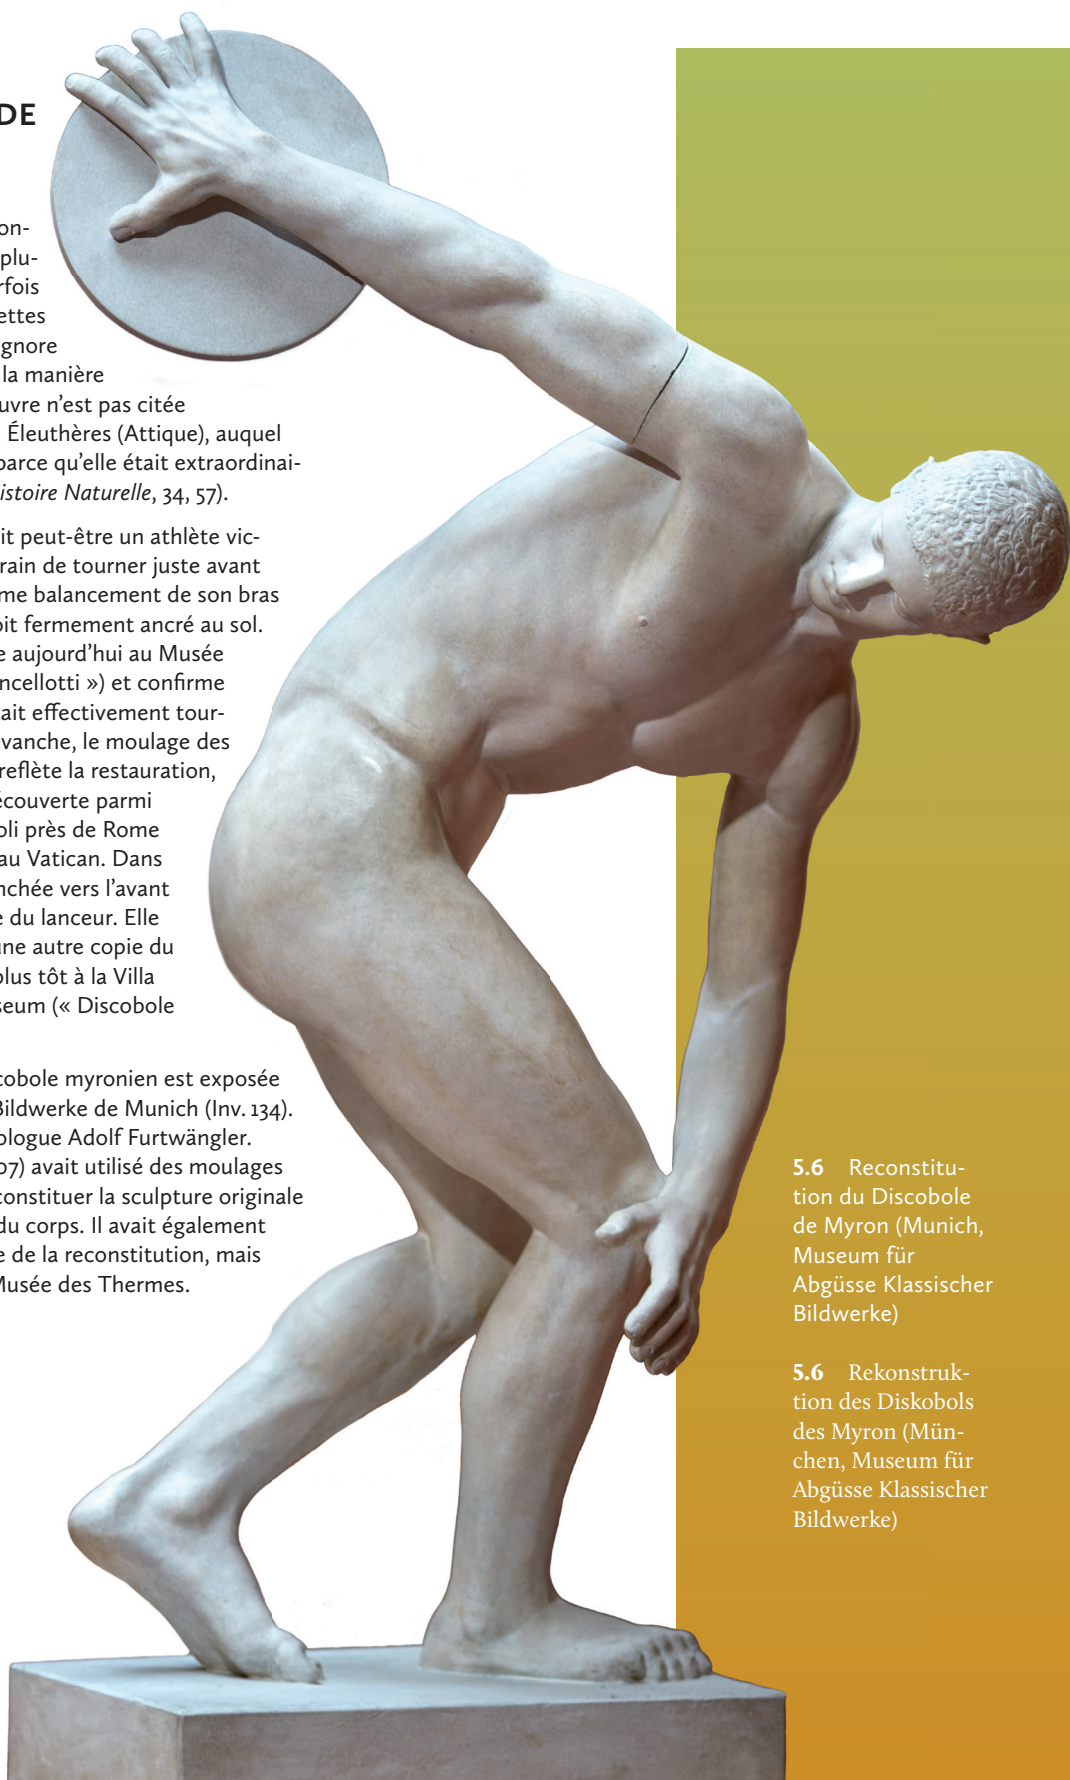 DE
on-
plu-
rfois
ettes
ignore
la manière
uvre n'est pas citée
Éleuthères (Attique), auquel
parce qu'elle était extraordinai-
istoire Naturelle, 34, 57).
it peut-être un athlète vic-
rain de tourner juste avant
me balancement de son bras
oit fermement ancré au sol.
e aujourd'hui au Musée
ncellotti ») et confirme
ait effectivement tour-
evanche, le moulage des
reflète la restauration,
écouverte parmi
oli près de Rome
au Vatican. Dans
nchée vers l'avant
e du lanceur. Elle
une autre copie du
plus tôt à la Villa
seum (« Discobole
cobole myronien est exposée
Bildwerke de Munich (Inv. 134).
ologue Adolf Furtwängler.
07) avait utilisé des moulages
constituer la sculpture originale
du corps. Il avait également
e de la reconstitution, mais
Musée des Thermes.
5.6 Reconstitu-
tion du Discobole
de Myron (Munich,
Museum für
Abgüsse Klassischer
Bildwerke)
5.6 Rekonstruk-
tion des Diskobols
des Myron (Mün-
chen, Museum für
Abgüsse Klassischer
Bildwerke)